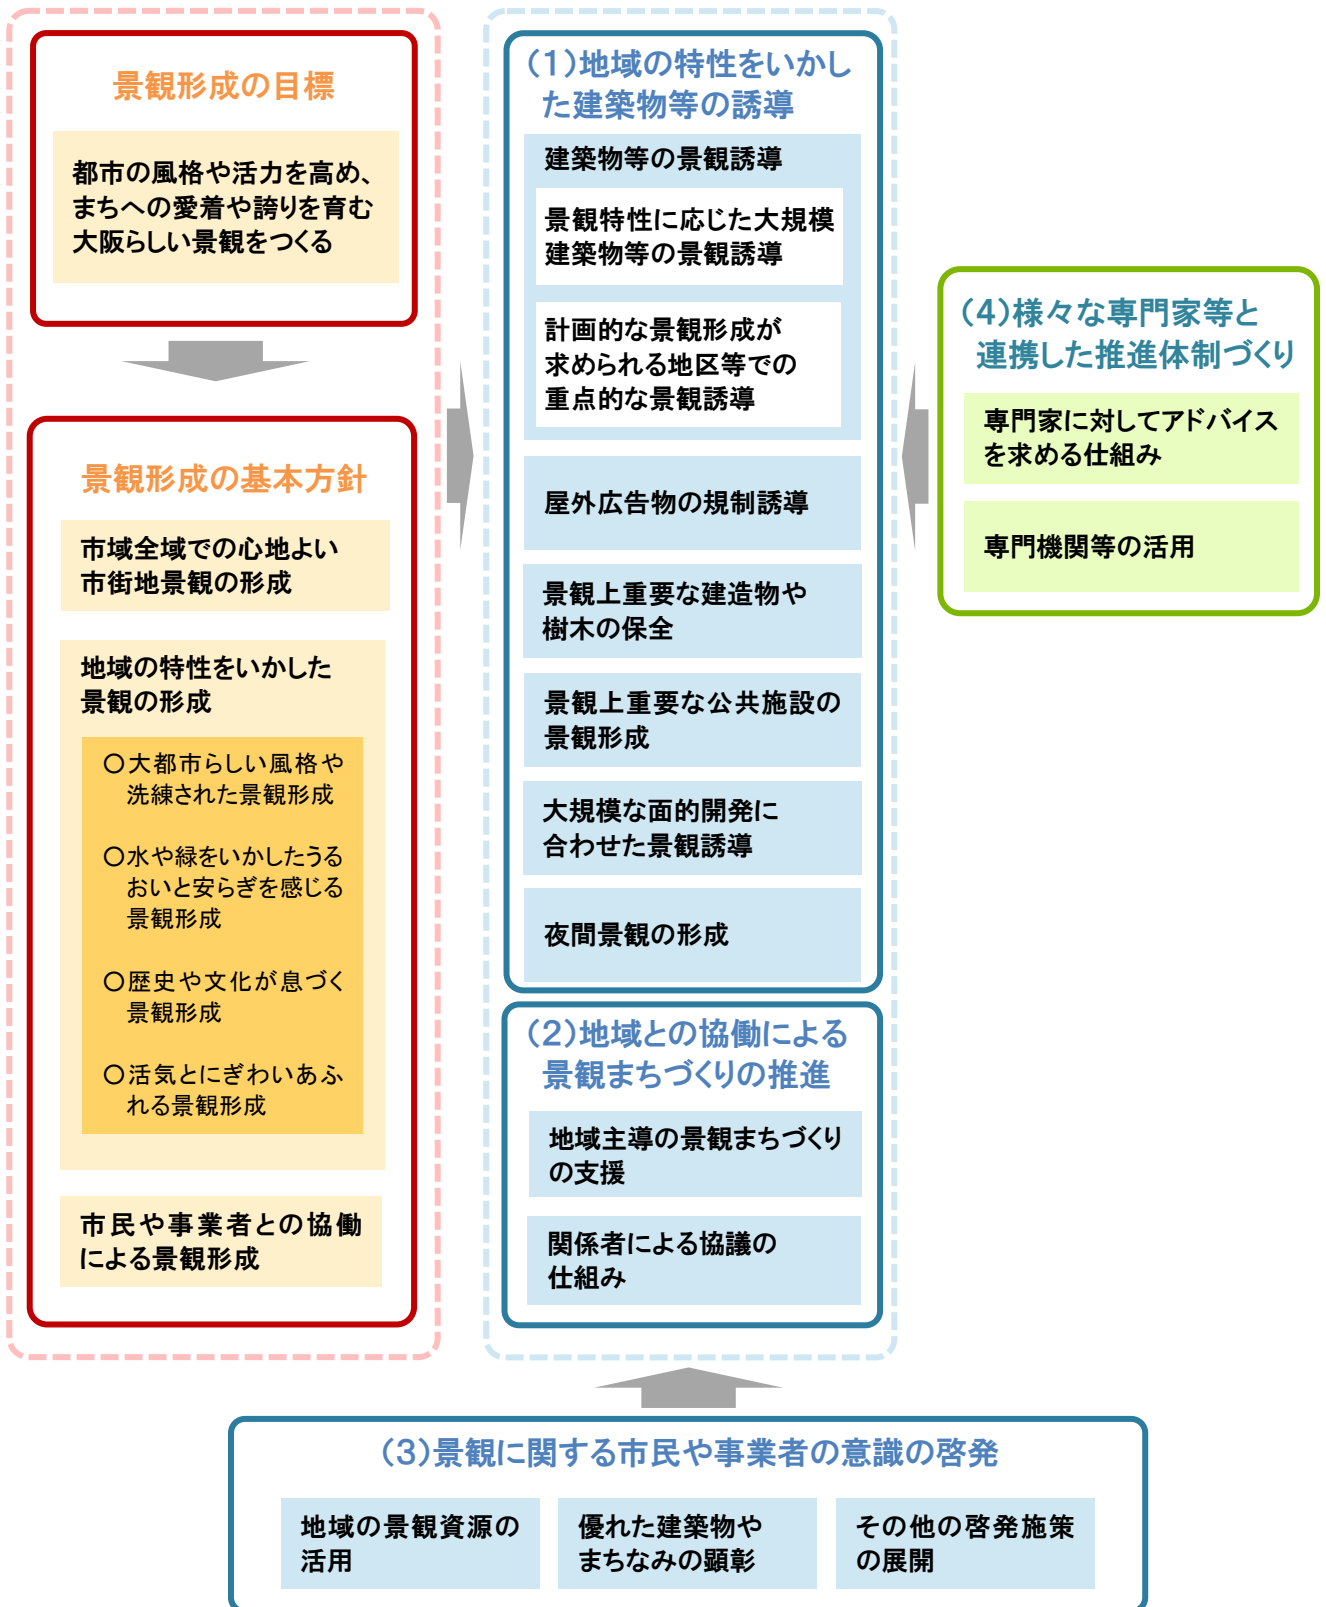 景観形成の目標
都市の風格や活力を高め、
まちへの愛着や誇りを育む
大阪らしい景観をつくる
景観形成の基本方針
市域全域での心地よい
市街地景観の形成
地域の特性をいかした
景観の形成
〇大都市らしい風格や
洗練された景観形成
〇水や緑をいかしたうる
おいと安らぎを感じる
景観形成
〇歴史や文化が息づく
景観形成
〇活気とにぎわいあふ
れる景観形成
市民や事業者との協働
による景観形成
（1）地域の特性をいかし
た建築物等の誘導
建築物等の景観誘導
景観特性に応じた大規模
建築物等の景観誘導
計画的な景観形成が
求められる地区等での
重点的な景観誘導
屋外広告物の規制誘導
景観上重要な建造物や
樹木の保全
景観上重要な公共施設の
景観形成
大規模な面的開発に
合わせた景観誘導
夜間景観の形成
（2）地域との協働による
景観まちづくりの推進
地域主導の景観まちづくり
の支援
関係者による協議の
仕組み
（3）景観に関する市民や事業者の意識の啓発
地域の景観資源の
活用
優れた建築物や
まちなみの顕彰
その他の啓発施策
の展開
（4）様々な専門家等と
連携した推進体制づくり
専門家に対してアドバイス
を求める仕組み
専門機関等の活用